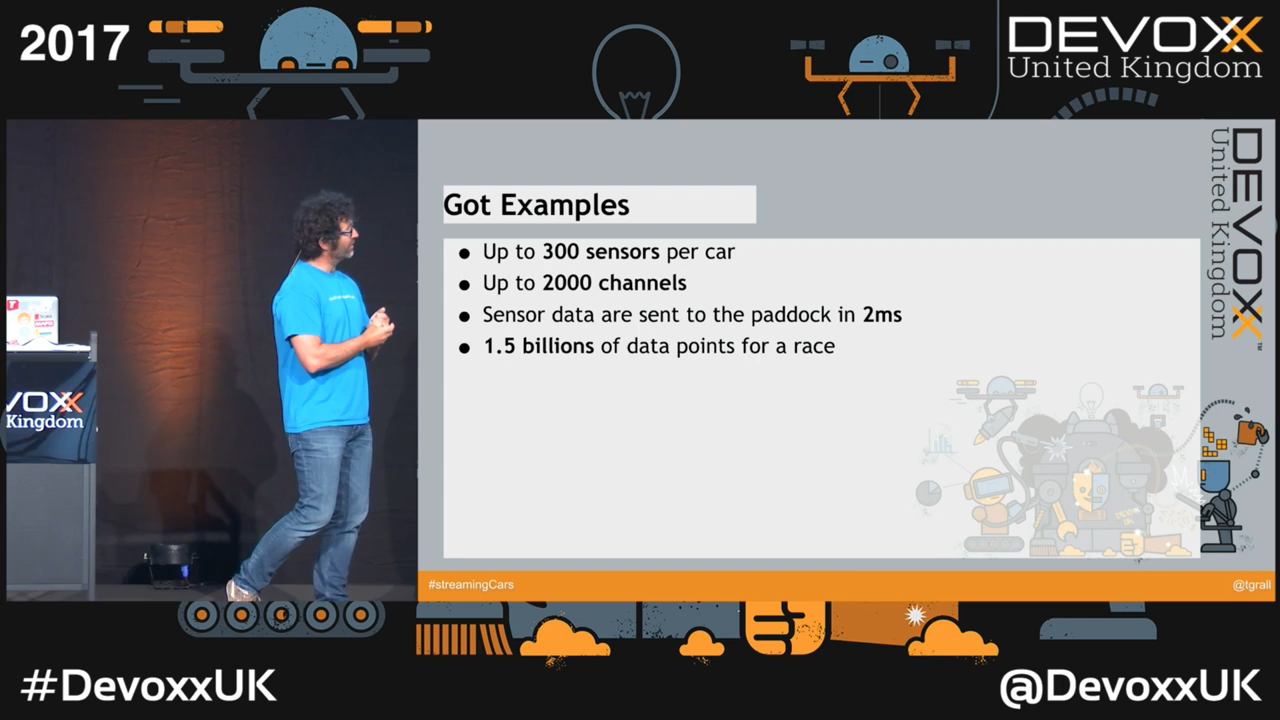 2017
DEVOXX
United Kingdom
DEVOXX
United Kingdom
Got Examples
● Up to 300 sensors per car
● Up to 2000 channels
● Sensor data are sent to the paddock in 2ms
● 1.5 billions of data points for a race
VOXX
Kingdom
#streamingCars
@tgrall
#DevoxxUK
@DevoxxUK